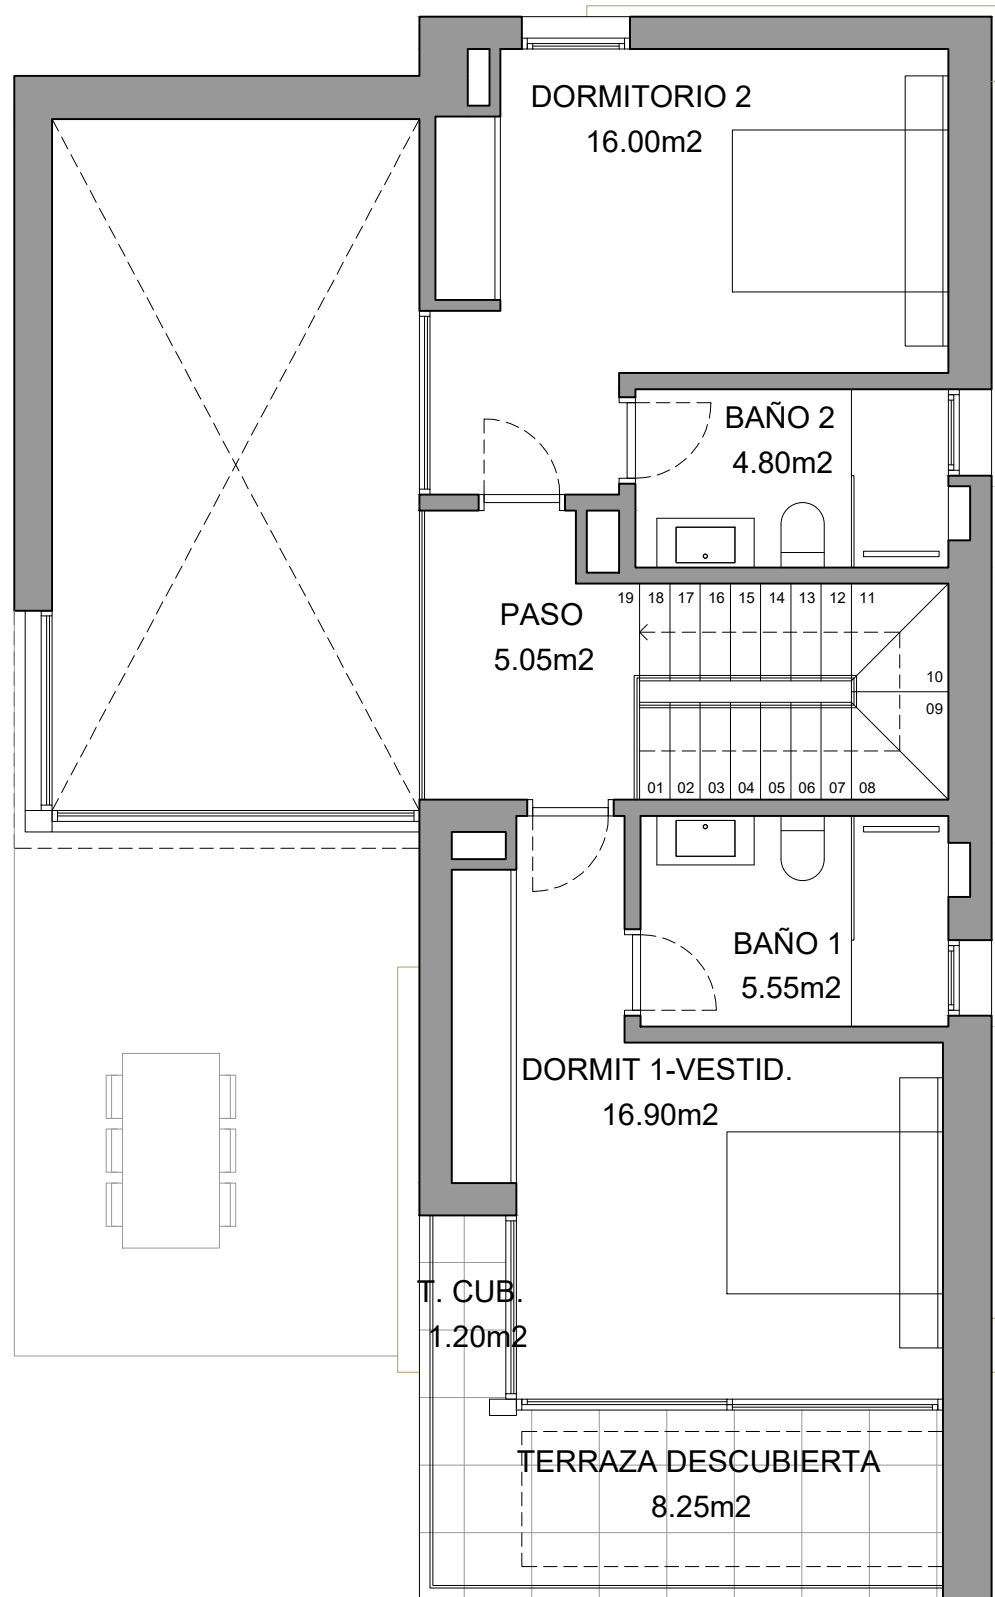 DORMITORIO 2
16.00m2
BAÑO 2
4.80m2
PASO
5.05m2
19 18 17 16 15 14 13 12 11
10
09
01 02 03 04 05 06 07 08
BAÑO 1
5.55m2
DORMIT 1-VESTID.
16.90m2
T. CUB.
1.20m2
TERRAZA DESCUBIERTA
8.25m2